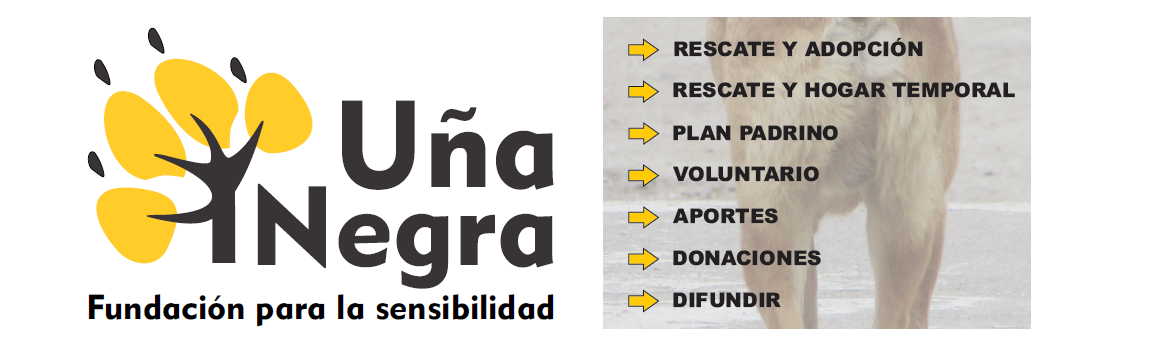 Uña
Negra
Fundación para la sensibilidad
RESCATE Y ADOPCIÓN
RESCATE Y HOGAR TEMPORAL
PLAN PADRINO
VOLUNTARIO
APORTES
DONACIONES
DIFUNDIR